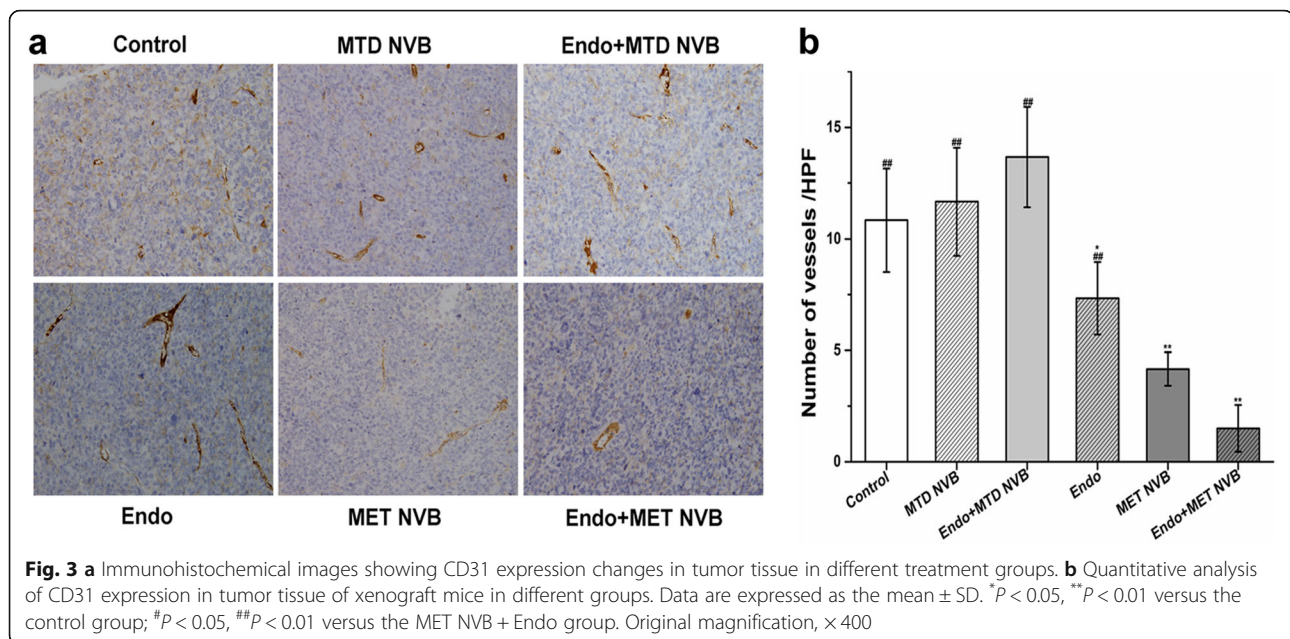 a
Control MTD NVB Endo+MTD NVB
Endo MET NVB Endo+MET NVB
b
Number of vessels /HPF
15
10
5
0
##
##
##
*
##
**
**
Control
MTD NVB
Endo+MTD NVB
Endo
MET NVB
Endo+MET NVB
Fig. 3 a Immunohistochemical images showing CD31 expression changes in tumor tissue in different treatment groups. b Quantitative analysis
of CD31 expression in tumor tissue of xenograft mice in different groups. Data are expressed as the mean ± SD. *P < 0.05, **P < 0.01 versus the
control group; #P < 0.05, ##P < 0.01 versus the MET NVB + Endo group. Original magnification, × 400